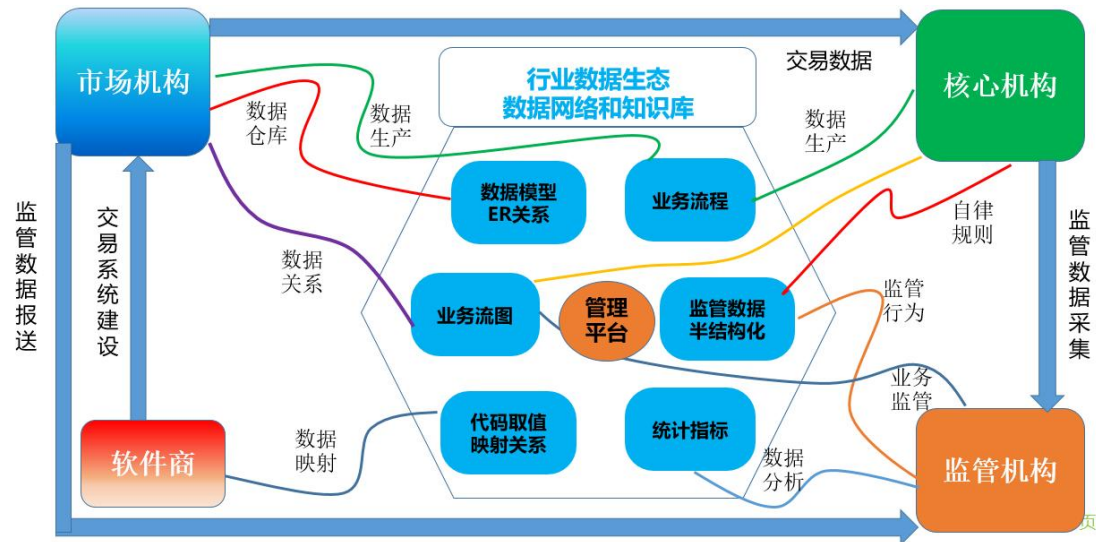 市场机构
交易数据
核心机构
行业数据生态
数据网络和知识库
数据
仓库
数据
生产
数据
生产
数据模型
ER关系
业务流程
自律
规则
监管数据报送
交易系统建设
数据
关系
监管数据采集
业务流图
管理
平台
监管数据
半结构化
监管
行为
业务
监管
软件商
数据
映射
代码取值
映射关系
统计指标
数据
分析
监管机构
页